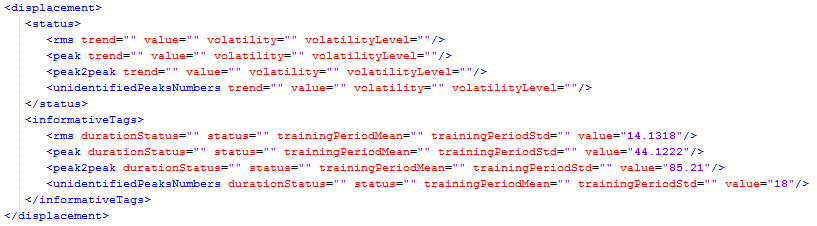 <displacement>
<status>
<rms trend="" value="" volatility="" volatilityLevel=""/>
<peak trend="" value="" volatility="" volatilityLevel=""/>
<peak2peak trend="" value="" volatility="" volatilityLevel=""/>
<unidentifiedPeaksNumbers trend="" value="" volatility="" volatilityLevel=""/>
</status>
<informativeTags>
<rms durationStatus="" status="" trainingPeriodMean="" trainingPeriodStd="" value="14.1318"/>
<peak durationStatus="" status="" trainingPeriodMean="" trainingPeriodStd="" value="44.1222"/>
<peak2peak durationStatus="" status="" trainingPeriodMean="" trainingPeriodStd="" value="85.21"/>
<unidentifiedPeaksNumbers durationStatus="" status="" trainingPeriodMean="" trainingPeriodStd="" value="18"/>
</informativeTags>
</displacement>